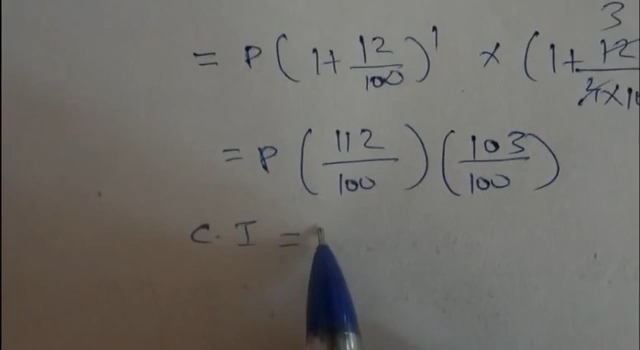 = P(1+12/100)^1 × (1+3 12/4×10
= P(112/100)(103/100)
C.I =